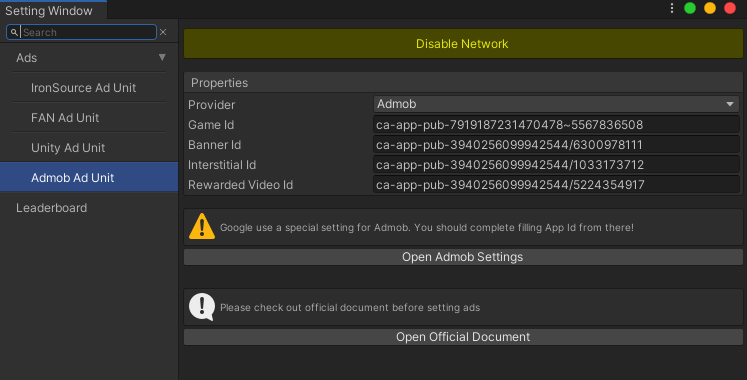 Setting Window
Search
Ads
IronSource Ad Unit
FAN Ad Unit
Unity Ad Unit
Admob Ad Unit
Leaderboard
Disable Network
Properties
Provider Admob
Game Id ca-app-pub-7919187231470478~5567836508
Banner Id ca-app-pub-3940256099942544/6300978111
Interstitial Id ca-app-pub-3940256099942544/1033173712
Rewarded Video Id ca-app-pub-3940256099942544/5224354917
Google use a special setting for Admob. You should complete filling App Id from there!
Open Admob Settings
Please check out official document before setting ads
Open Official Document